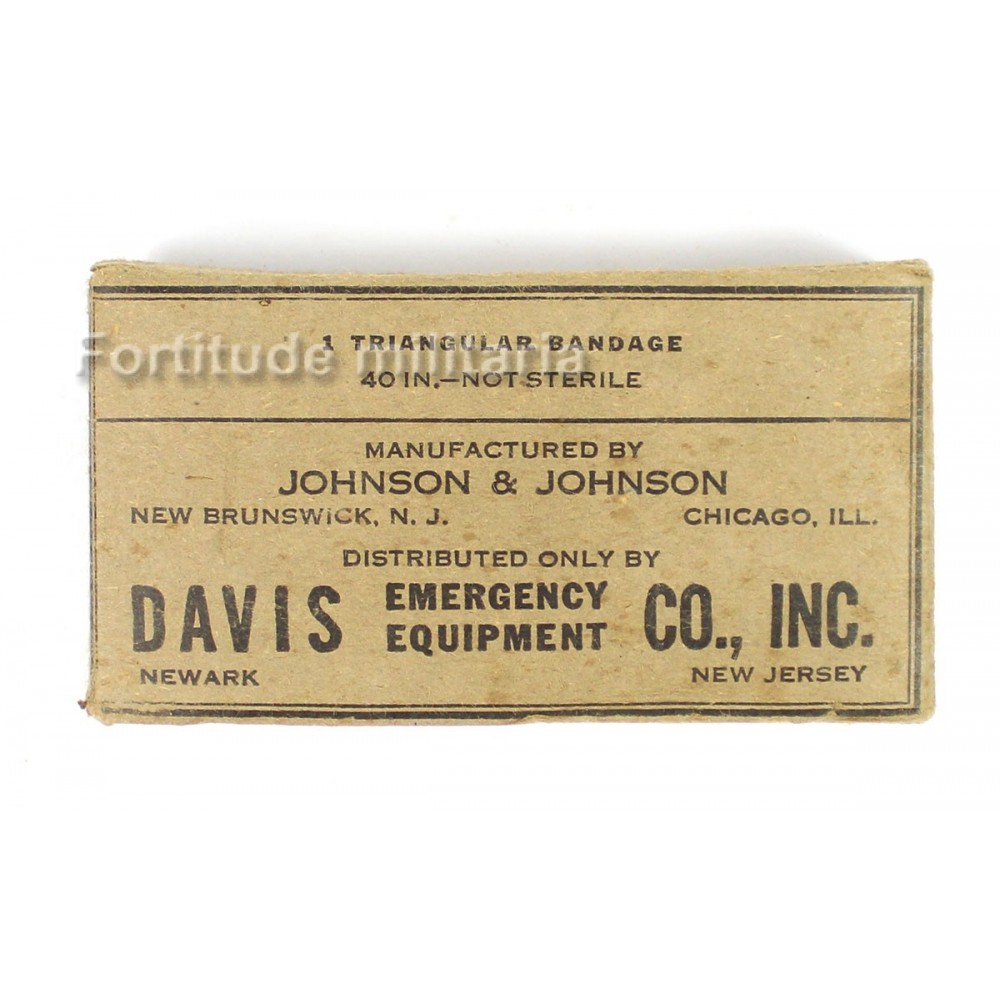 Fortitude militaria
1 TRIANGULAR BANDAGE
40 IN.—NOT STERILE
MANUFACTURED BY
JOHNSON & JOHNSON
NEW BRUNSWICK, N. J. CHICAGO, ILL.
DISTRIBUTED ONLY BY
DAVIS EMERGENCY EQUIPMENT CO., INC.
NEWARK NEW JERSEY